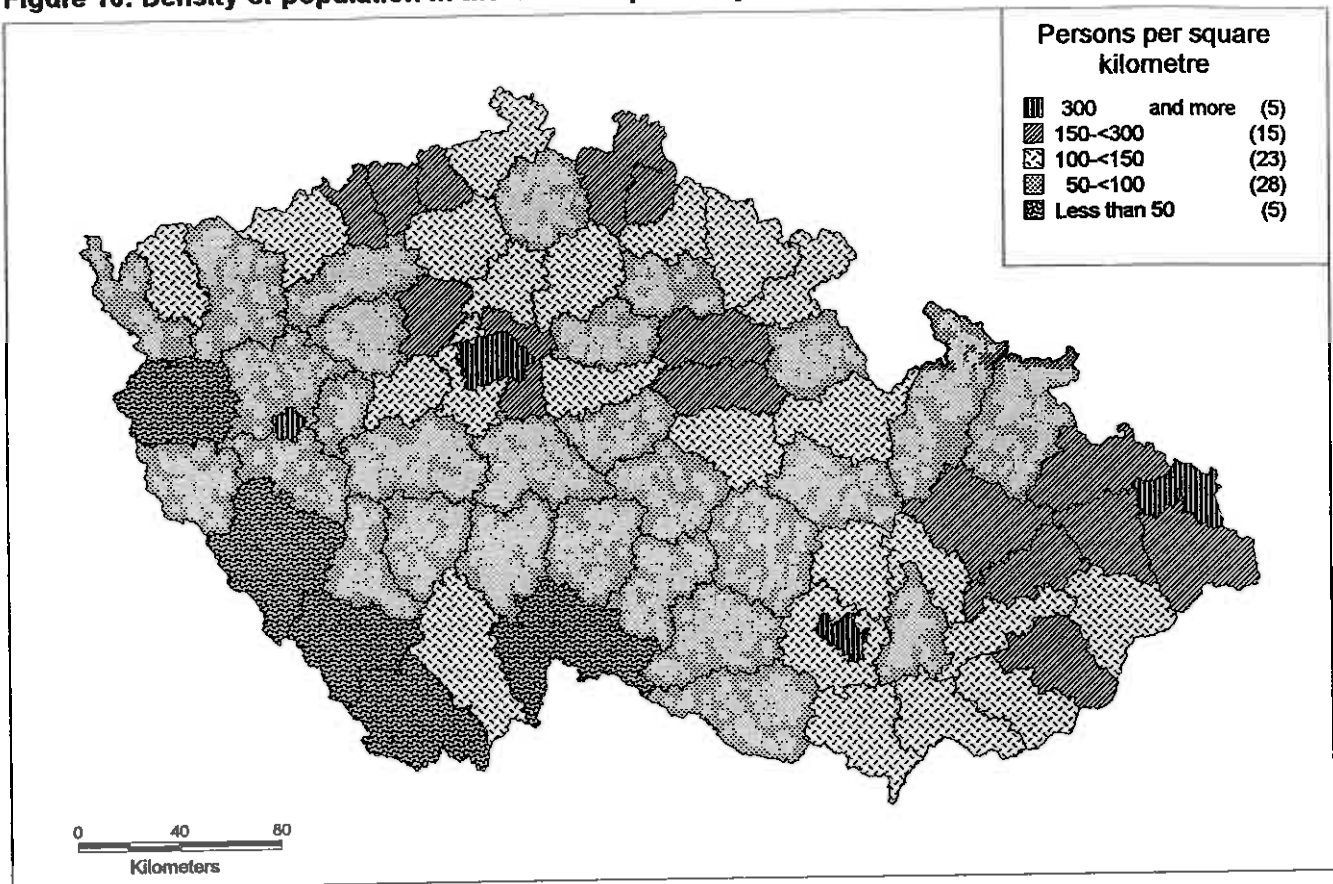 Persons per square
kilometre
300 and more (5)
150-<300 (15)
100-<150 (23)
50-<100 (28)
Less than 50 (5)
0 40 80
Kilometers